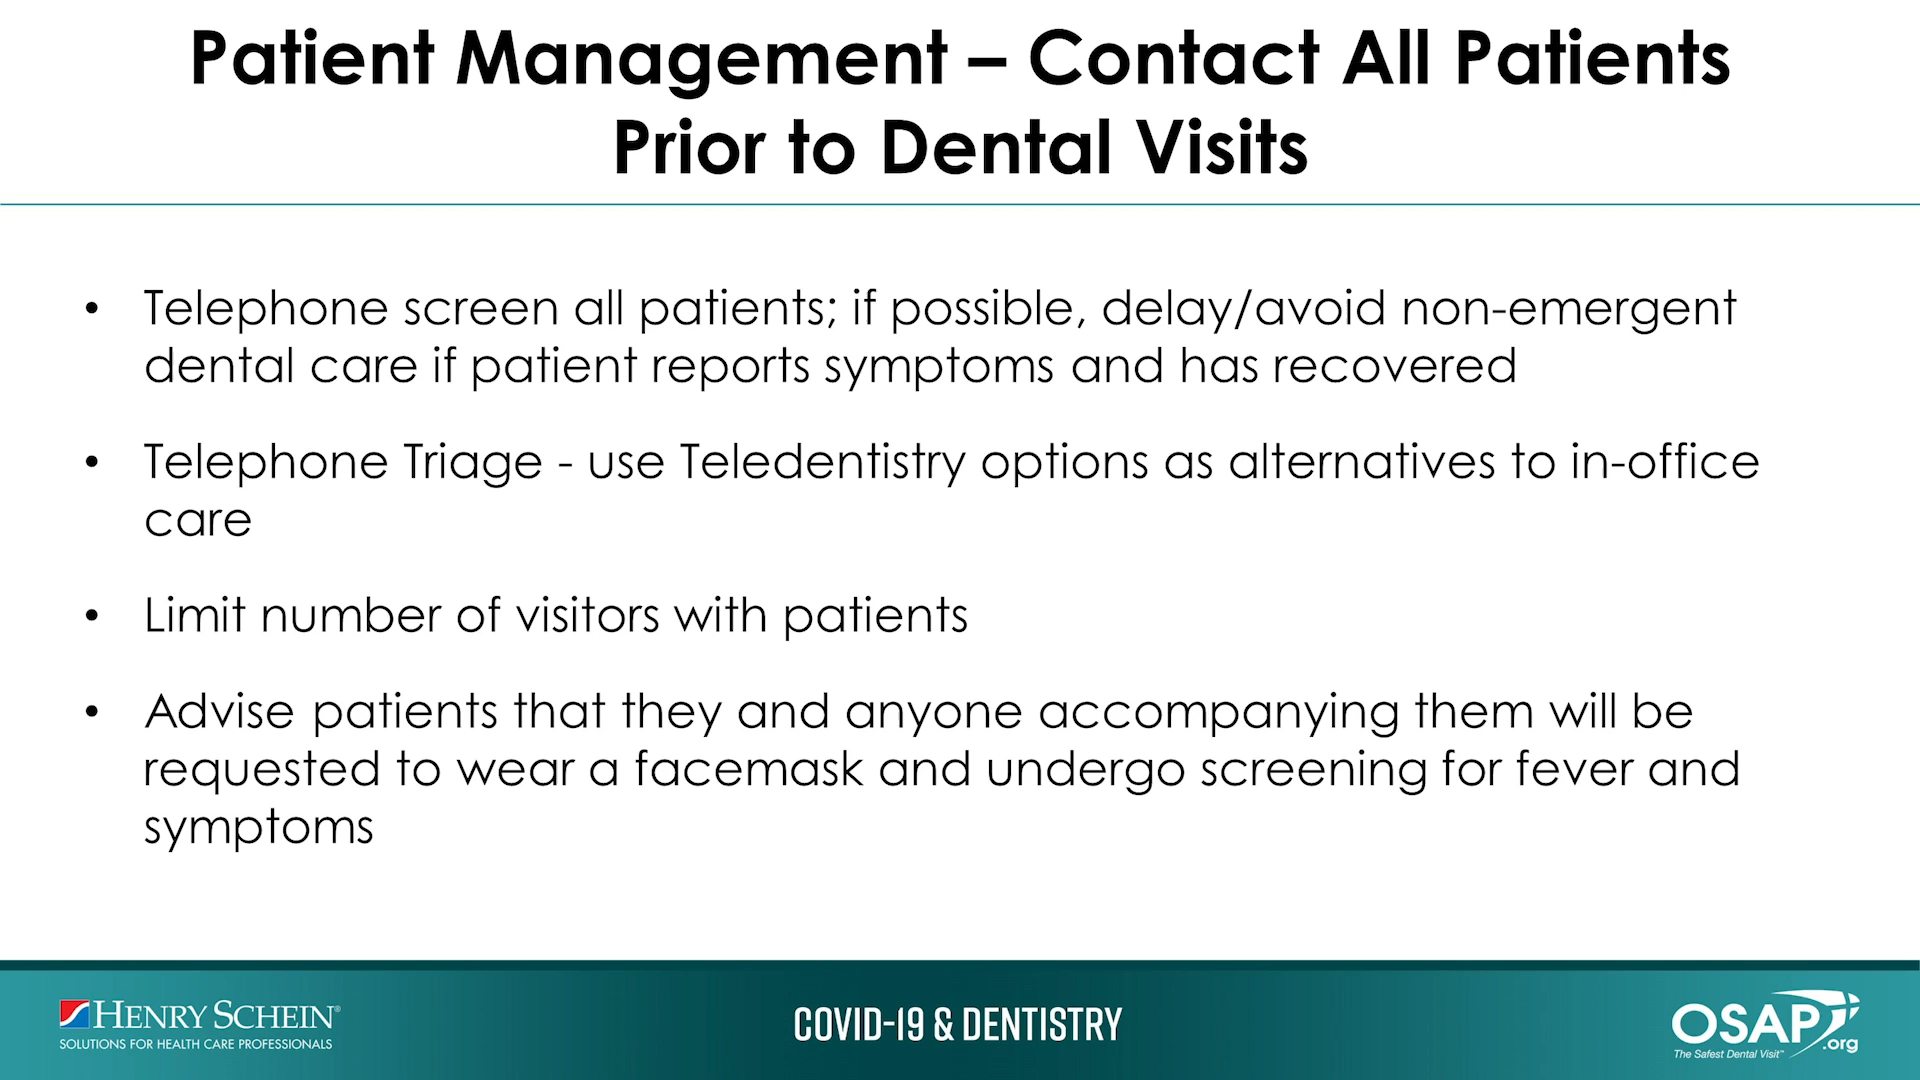 Patient Management – Contact All Patients
Prior to Dental Visits
• Telephone screen all patients; if possible, delay/avoid non-emergent
dental care if patient reports symptoms and has recovered
• Telephone Triage - use Teledentistry options as alternatives to in-office
care
• Limit number of visitors with patients
• Advise patients that they and anyone accompanying them will be
requested to wear a facemask and undergo screening for fever and
symptoms
HENRY SCHEIN®
SOLUTIONS FOR HEALTH CARE PROFESSIONALS
COVID-19 & DENTISTRY
OSAP
.org
The Safest Dental Visit™